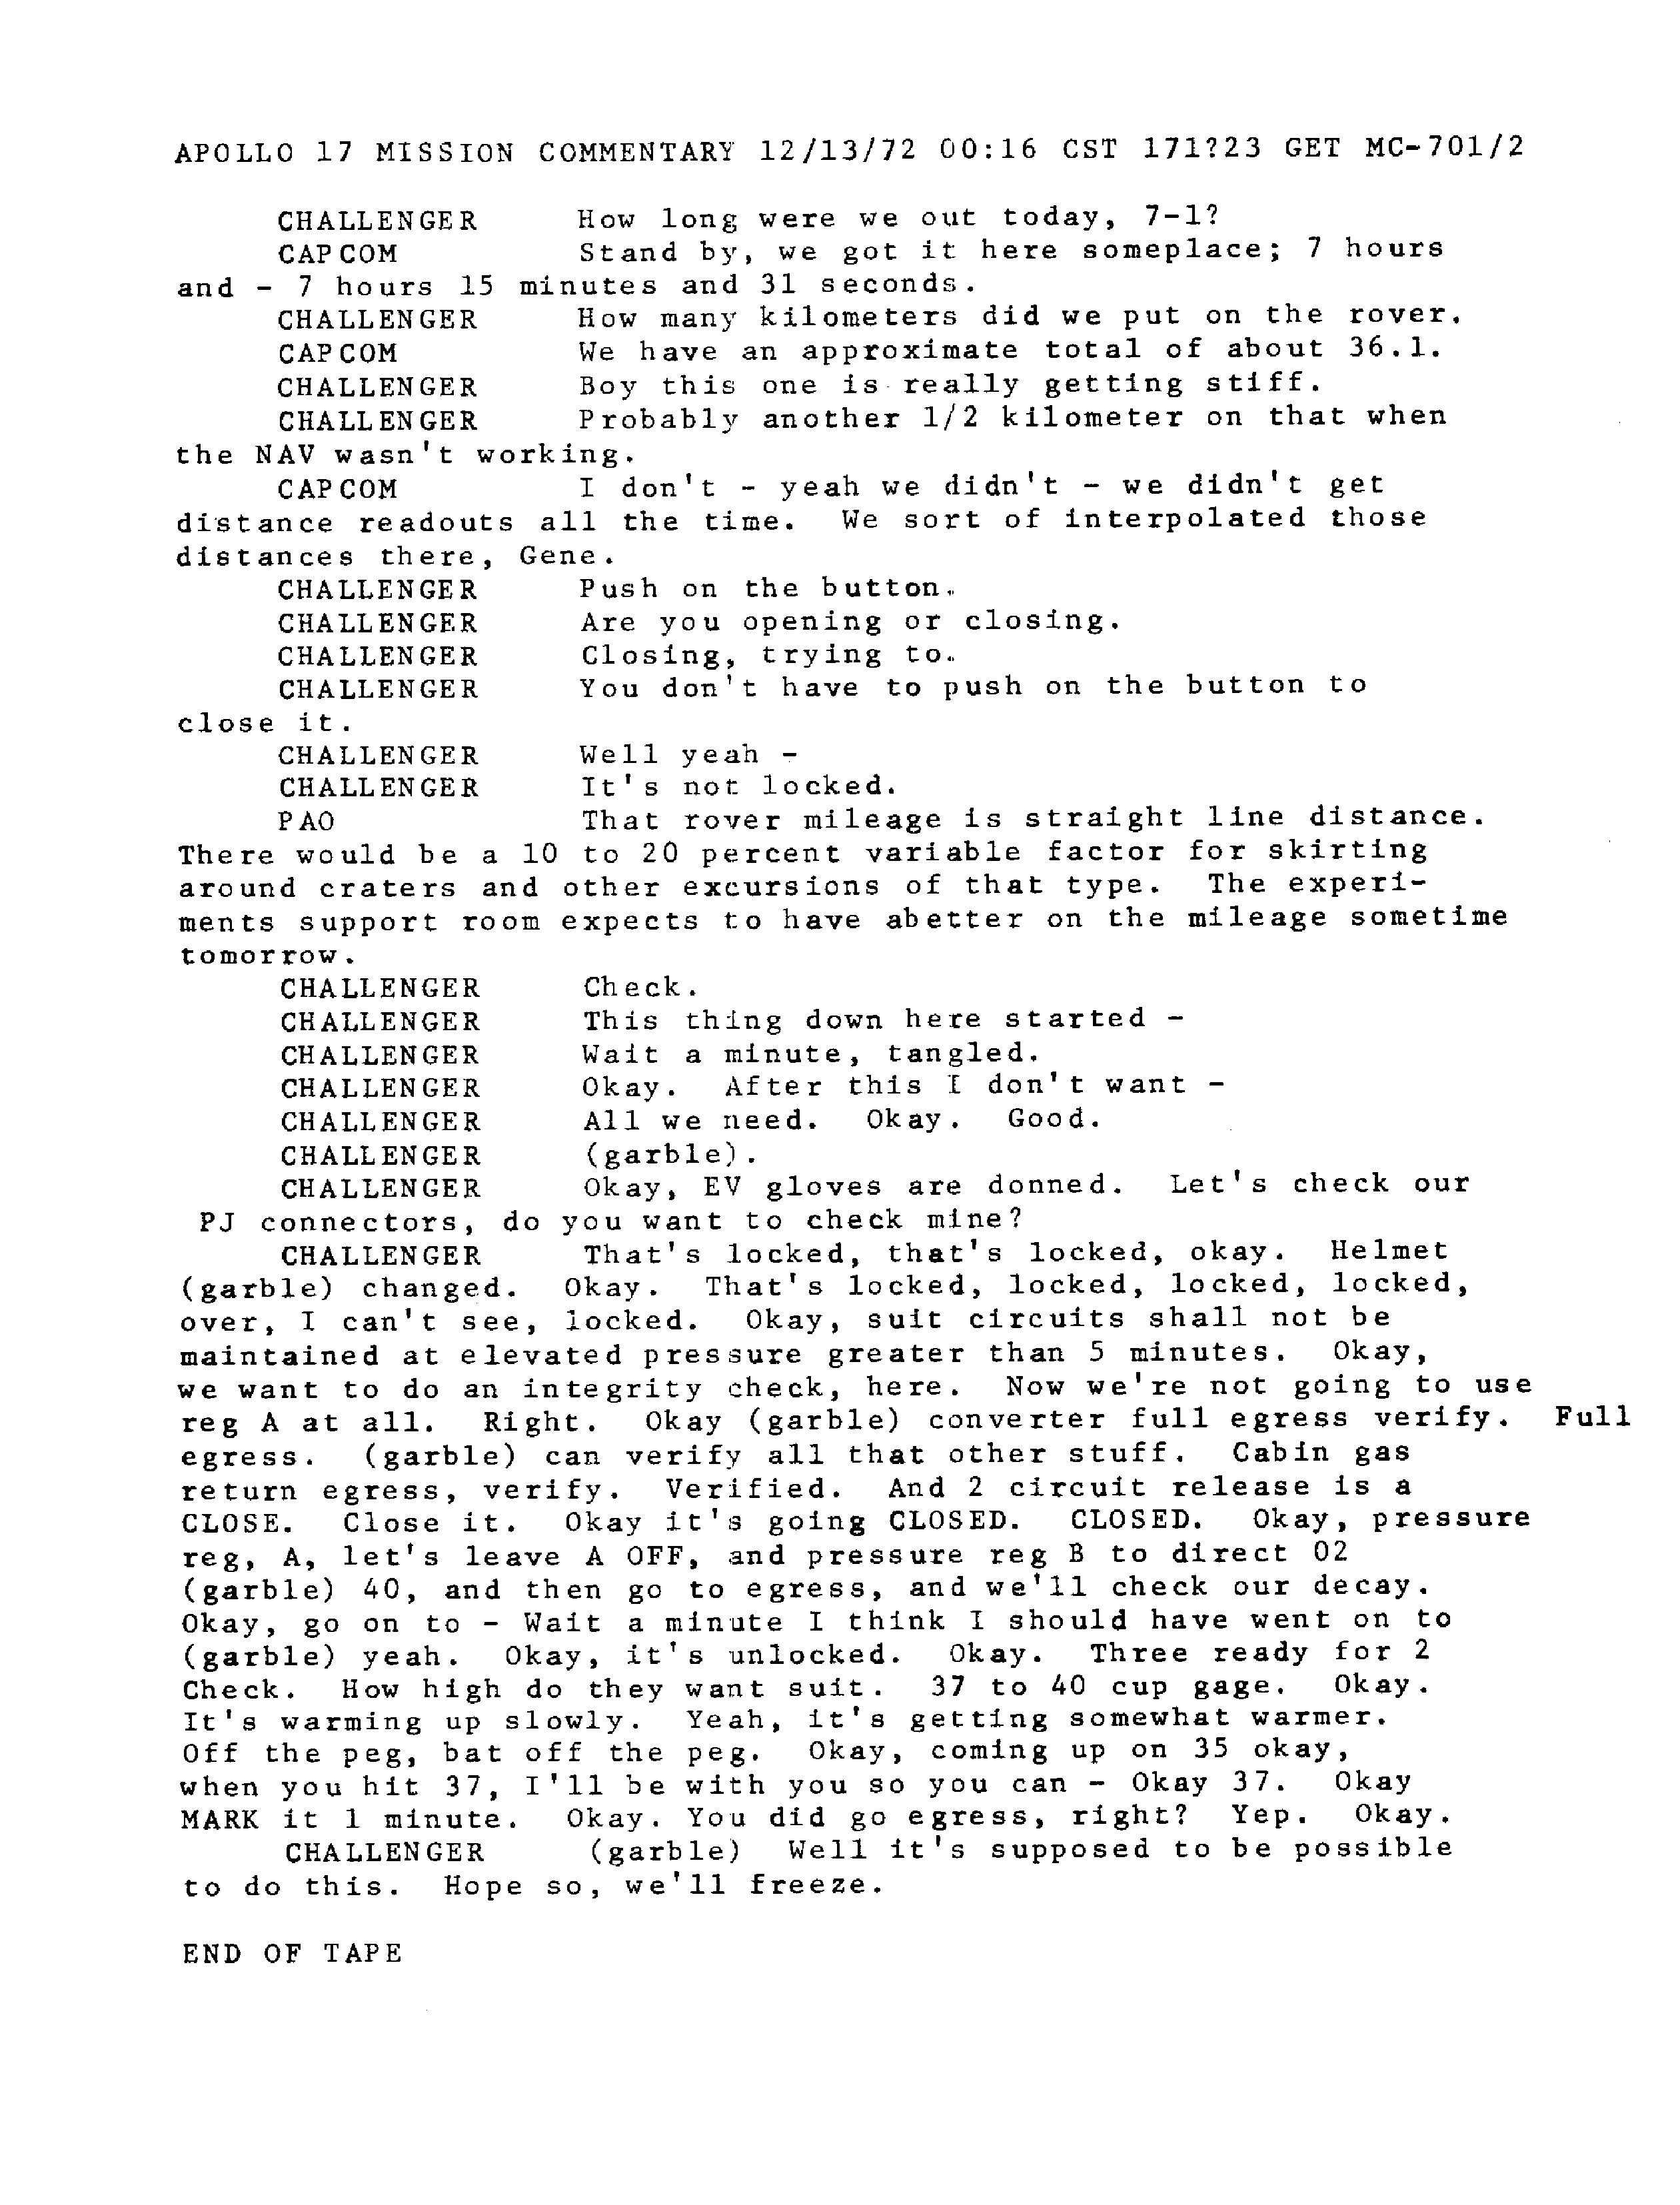 APOLLO 17 MISSION COMMENTARY 12/13/72 00:16 CST 171?23 GET MC-701/2
CHALLENGER How long were we out today, 7-1?
CAPCOM Stand by, we got it here someplace; 7 hours
and - 7 hours 15 minutes and 31 seconds.
CHALLENGER How many kilometers did we put on the rover.
CAPCOM We have an approximate total of about 36.1.
CHALLENGER Boy this one is really getting stiff.
CHALLENGER Probably another 1/2 kilometer on that when
the NAV wasn't working.
CAPCOM I don't - yeah we didn't - we didn't get
distance readouts all the time. We sort of interpolated those
distances there, Gene.
CHALLENGER Push on the button.
CHALLENGER Are you opening or closing.
CHALLENGER Closing, trying to.
CHALLENGER You don't have to push on the button to
close it.
CHALLENGER Well yeah -
CHALLENGER It's not locked.
PAO That rover mileage is straight line distance.
There would be a 10 to 20 percent variable factor for skirting
around craters and other excursions of that type. The experi-
ments support room expects to have abetter on the mileage sometime
tomorrow.
CHALLENGER Check.
CHALLENGER This thing down here started -
CHALLENGER Wait a minute, tangled.
CHALLENGER Okay. After this I don't want -
CHALLENGER All we need. Okay. Good.
CHALLENGER (garble).
CHALLENGER Okay, EV gloves are donned. Let's check our
PJ connectors, do you want to check mine?
CHALLENGER That's locked, that's locked, okay. Helmet
(garble) changed. Okay. That's locked, locked, locked, locked,
over, I can't see, locked. Okay, suit circuits shall not be
maintained at elevated pressure greater than 5 minutes. Okay,
we want to do an integrity check, here. Now we're not going to use
reg A at all. Right. Okay (garble) converter full egress verify. Full
egress. (garble) can verify all that other stuff. Cabin gas
return egress, verify. Verified. And 2 circuit release is a
CLOSE. Close it. Okay it's going CLOSED. CLOSED. Okay, pressure
reg, A, let's leave A OFF, and pressure reg B to direct 02
(garble) 40, and then go to egress, and we'll check our decay.
Okay, go on to - Wait a minute I think I should have went on to
(garble) yeah. Okay, it's unlocked. Okay. Three ready for 2
Check. How high do they want suit. 37 to 40 cup gage. Okay.
It's warming up slowly. Yeah, it's getting somewhat warmer.
Off the peg, bat off the peg. Okay, coming up on 35 okay,
when you hit 37, I'll be with you so you can - Okay 37. Okay
MARK it 1 minute. Okay. You did go egress, right? Yep. Okay.
CHALLENGER (garble) Well it's supposed to be possible
to do this. Hope so, we'll freeze.
END OF TAPE